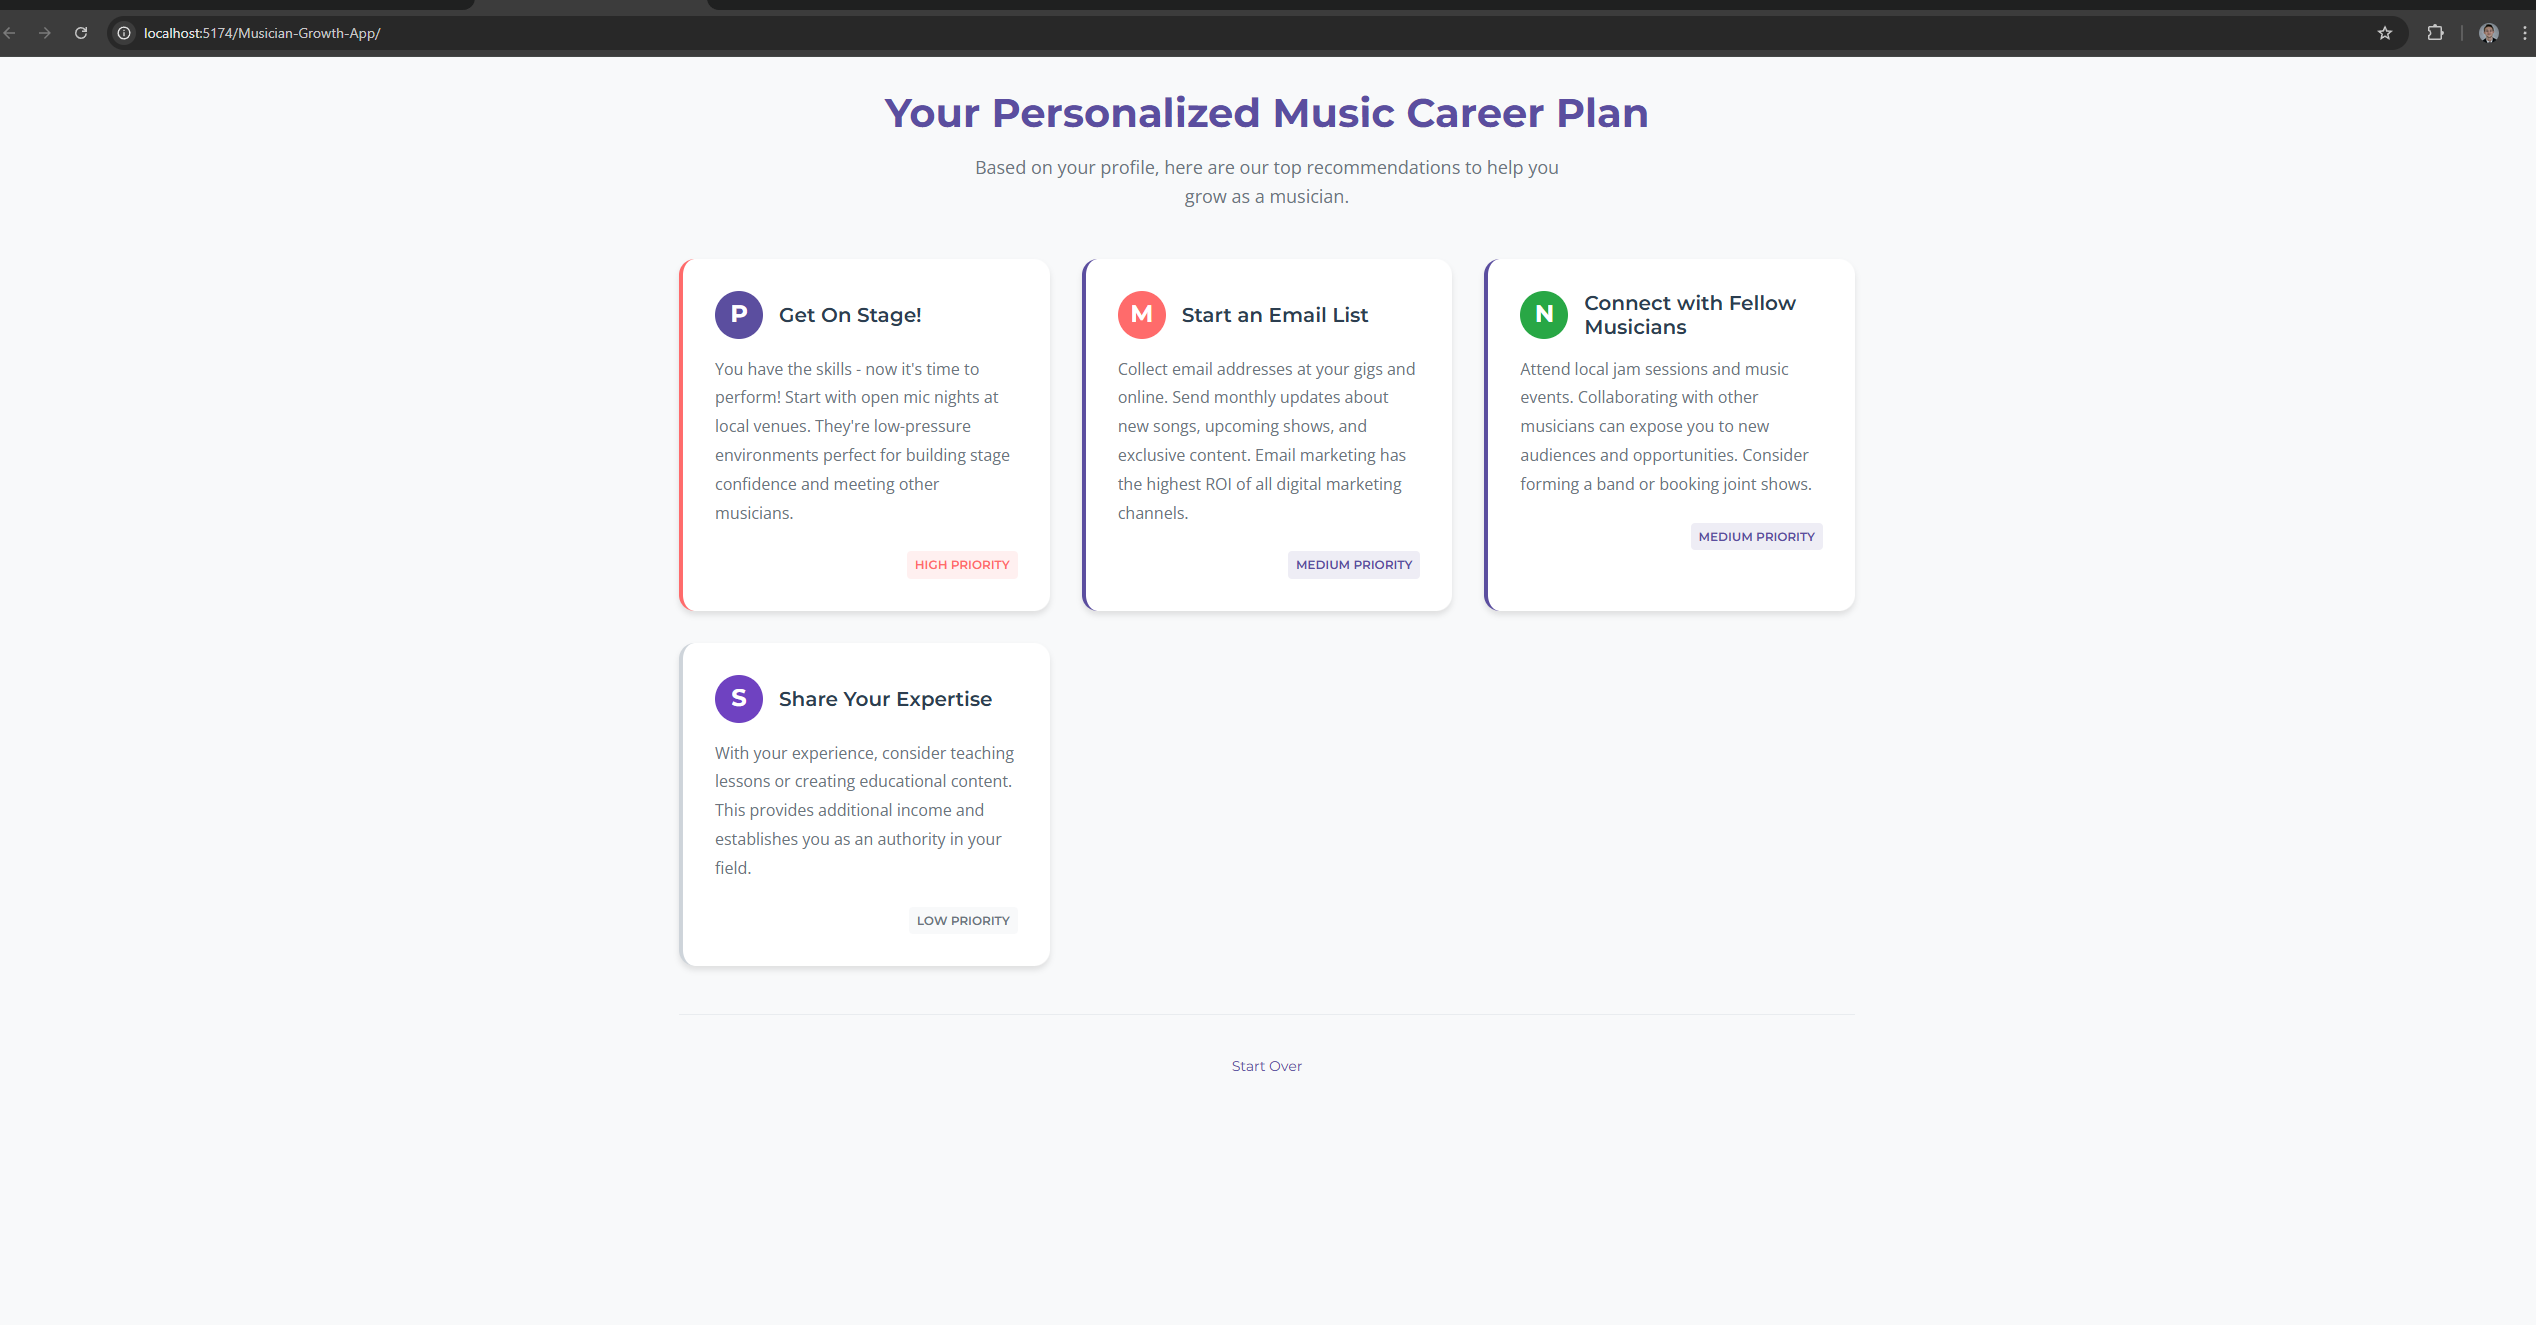 localhost:5174/Musician-Growth-App/
Your Personalized Music Career Plan
Based on your profile, here are our top recommendations to help you
grow as a musician.
P
Get On Stage!
You have the skills - now it's time to
perform! Start with open mic nights at
local venues. They're low-pressure
environments perfect for building stage
confidence and meeting other
musicians.
HIGH PRIORITY
M
Start an Email List
Collect email addresses at your gigs and
online. Send monthly updates about
new songs, upcoming shows, and
exclusive content. Email marketing has
the highest ROI of all digital marketing
channels.
MEDIUM PRIORITY
N
Connect with Fellow
Musicians
Attend local jam sessions and music
events. Collaborating with other
musicians can expose you to new
audiences and opportunities. Consider
forming a band or booking joint shows.
MEDIUM PRIORITY
S
Share Your Expertise
With your experience, consider teaching
lessons or creating educational content.
This provides additional income and
establishes you as an authority in your
field.
LOW PRIORITY
Start Over